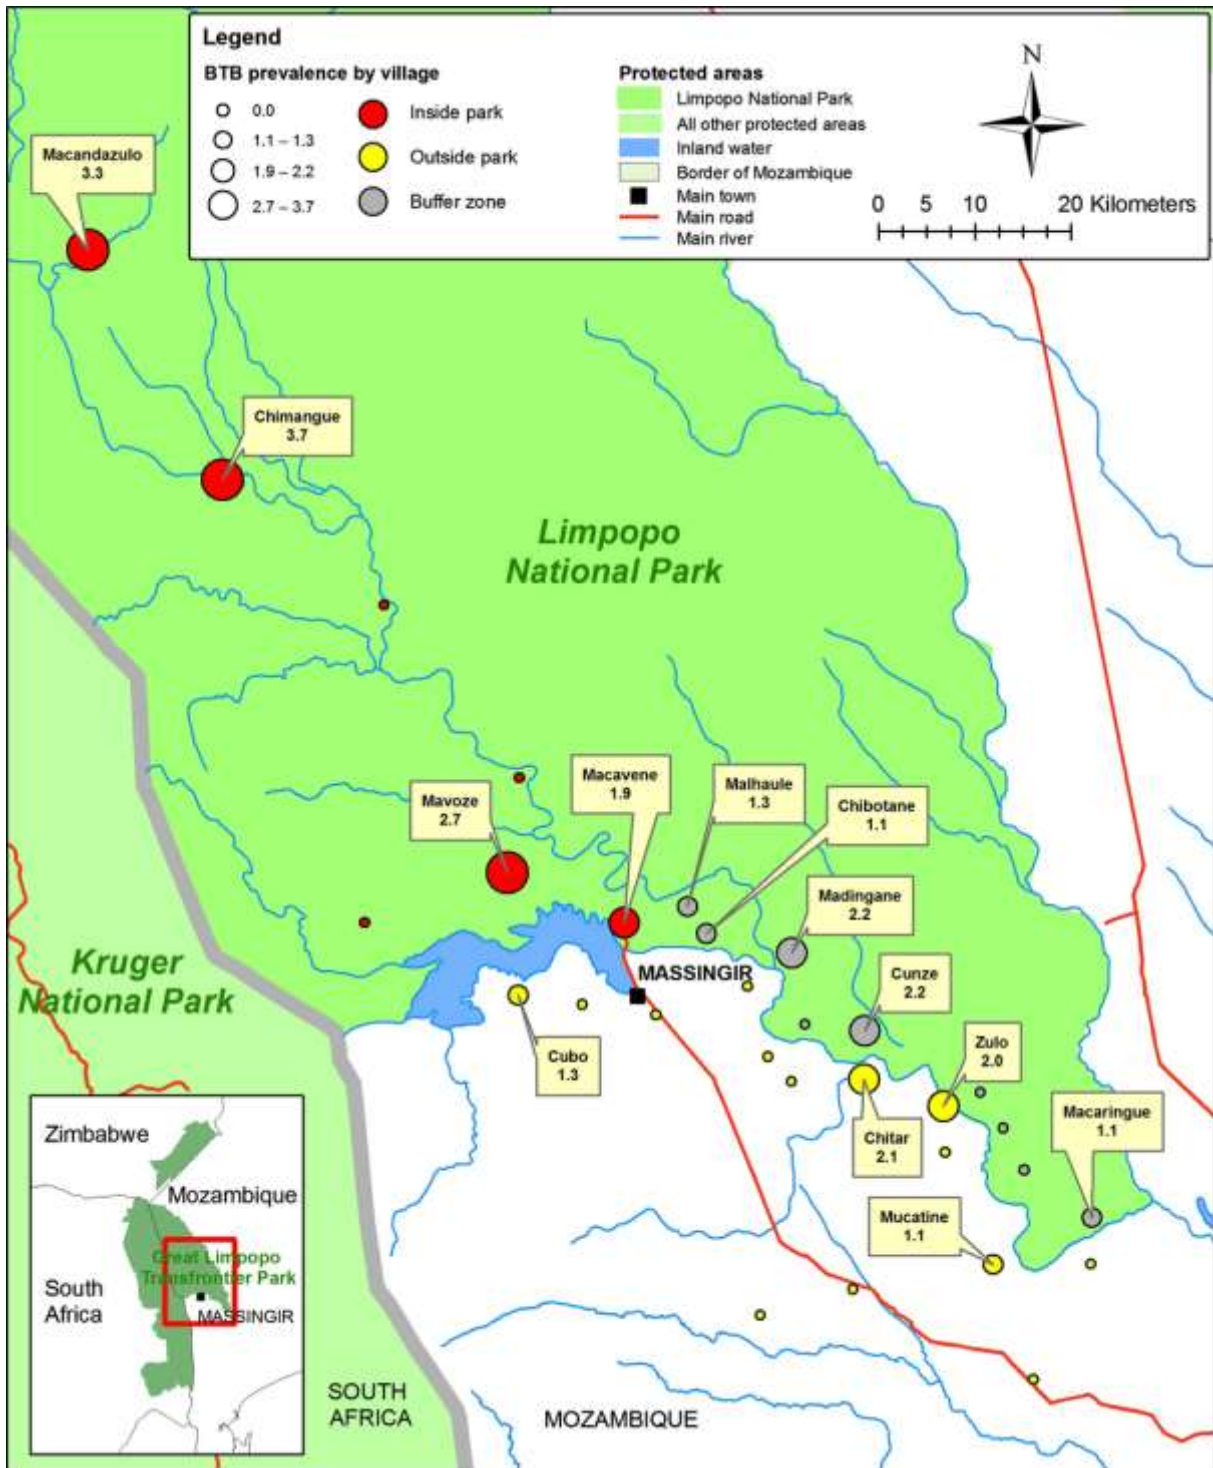 Legend
BTB prevalence by village
0.0
1.1 – 1.3
1.9 – 2.2
2.7 – 3.7
Inside park
Outside park
Buffer zone
Protected areas
Limpopo National Park
All other protected areas
Inland water
Border of Mozambique
Main town
Main road
Main river
N
0 5 10 20 Kilometers
Macandazulo
3.3
Chimangue
3.7
Limpopo
National Park
Macavene
1.9
Malhaule
1.3
Mavoze
2.7
Chibotane
1.1
Madingane
2.2
Kruger
National Park
MASSINGIR
Cunze
2.2
Cubo
1.3
Zulo
2.0
Macaringue
1.1
Chitar
2.1
Mucatine
1.1
Zimbabwe
Mozambique
Great Limpopo
Transfrontier Park
South
Africa
MASSINGIR
SOUTH
AFRICA
MOZAMBIQUE